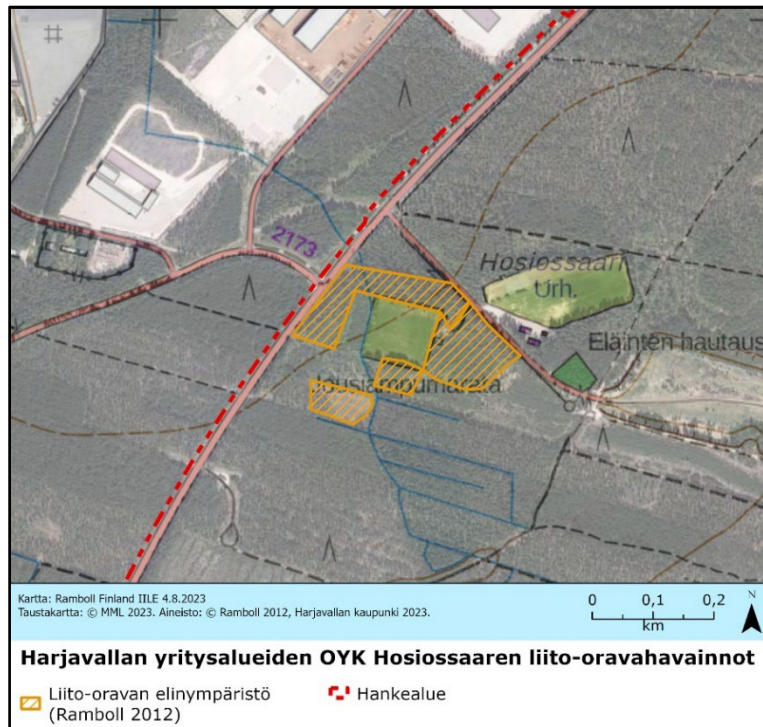 2173
Hosiossaari
Urh.
Eläinten hautaus
Jousiampumarata
Kartta: Ramboll Finland IILE 4.8.2023
Taustakartta: © MML 2023. Aineisto: © Ramboll 2012, Harjavallan kaupunki 2023.
0 0,1 0,2
km
N
Harjavallan yritysalueiden OYK Hosiossaaren liito-oravahavainnot
Liito-oravan elinympäristö
(Ramboll 2012)
Hankealue